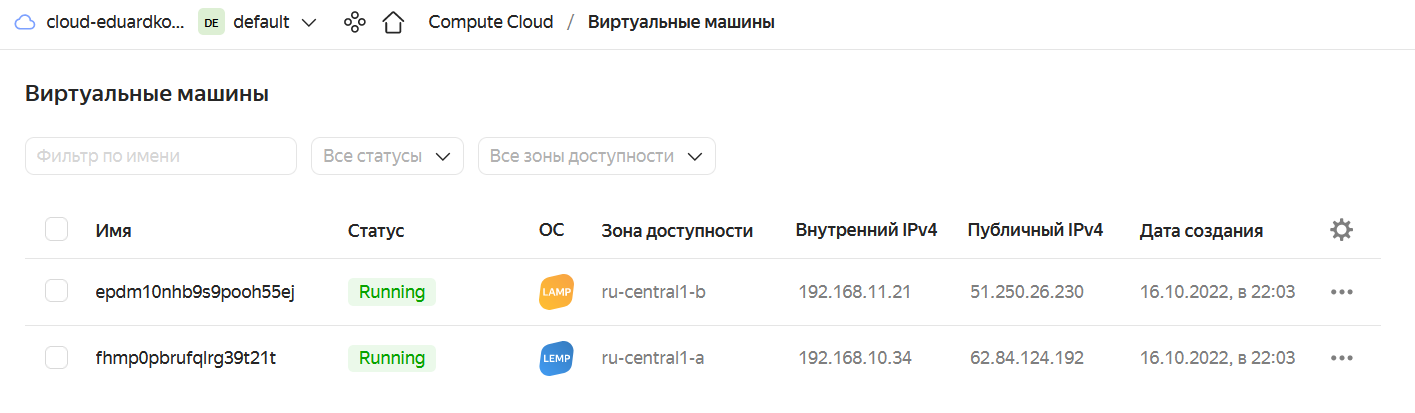 cloud-eduardko... DE default Compute Cloud / Виртуальные машины
Виртуальные машины
Фильтр по имени Все статусы Все зоны доступности
Имя Статус ОС Зона доступности Внутренний IPv4 Публичный IPv4 Дата создания
epdm10nhb9s9pooh55ej Running LAMP ru-central1-b 192.168.11.21 51.250.26.230 16.10.2022, в 22:03
fhmp0pbrufqlrg39t21t Running LEMP ru-central1-a 192.168.10.34 62.84.124.192 16.10.2022, в 22:03